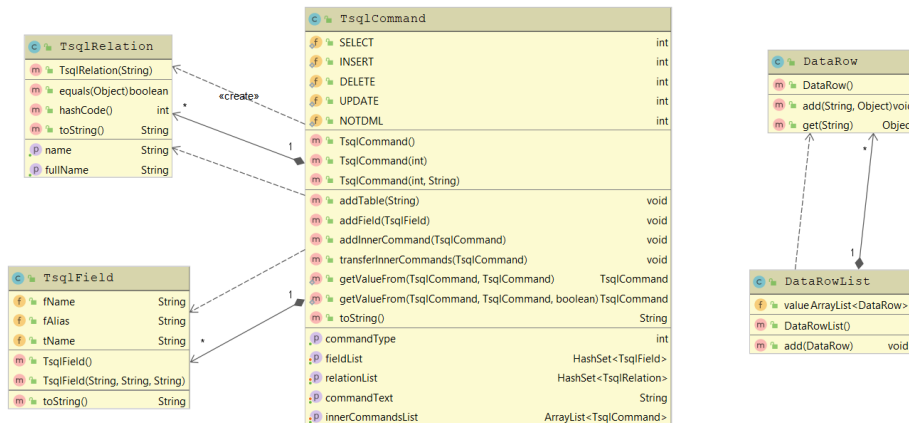 TsqlRelation
TsqlRelation(String)
equals(Object)boolean
hashCode() int
toString() String
name String
fullName String
«create»
*
1
TsqlField
fName String
fAlias String
tName String
TsqlField()
TsqlField(String, String, String)
toString() String
1
*
TsqlCommand
SELECT int
INSERT int
DELETE int
UPDATE int
NOTDML int
TsqlCommand()
TsqlCommand(int)
TsqlCommand(int, String)
addTable(String) void
addField(TsqlField) void
addInnerCommand(TsqlCommand) void
transferInnerCommands(TsqlCommand) void
getValueFrom(TsqlCommand, TsqlCommand) TsqlCommand
getValueFrom(TsqlCommand, TsqlCommand, boolean) TsqlCommand
toString() String
commandType int
fieldList HashSet<TsqlField>
relationList HashSet<TsqlRelation>
commandText String
innerCommandsList ArrayList<TsqlCommand>
DataRow
DataRow()
add(String, Object)void
get(String) Object
*
1
DataRowList
value ArrayList<DataRow>
DataRowList()
add(DataRow) void